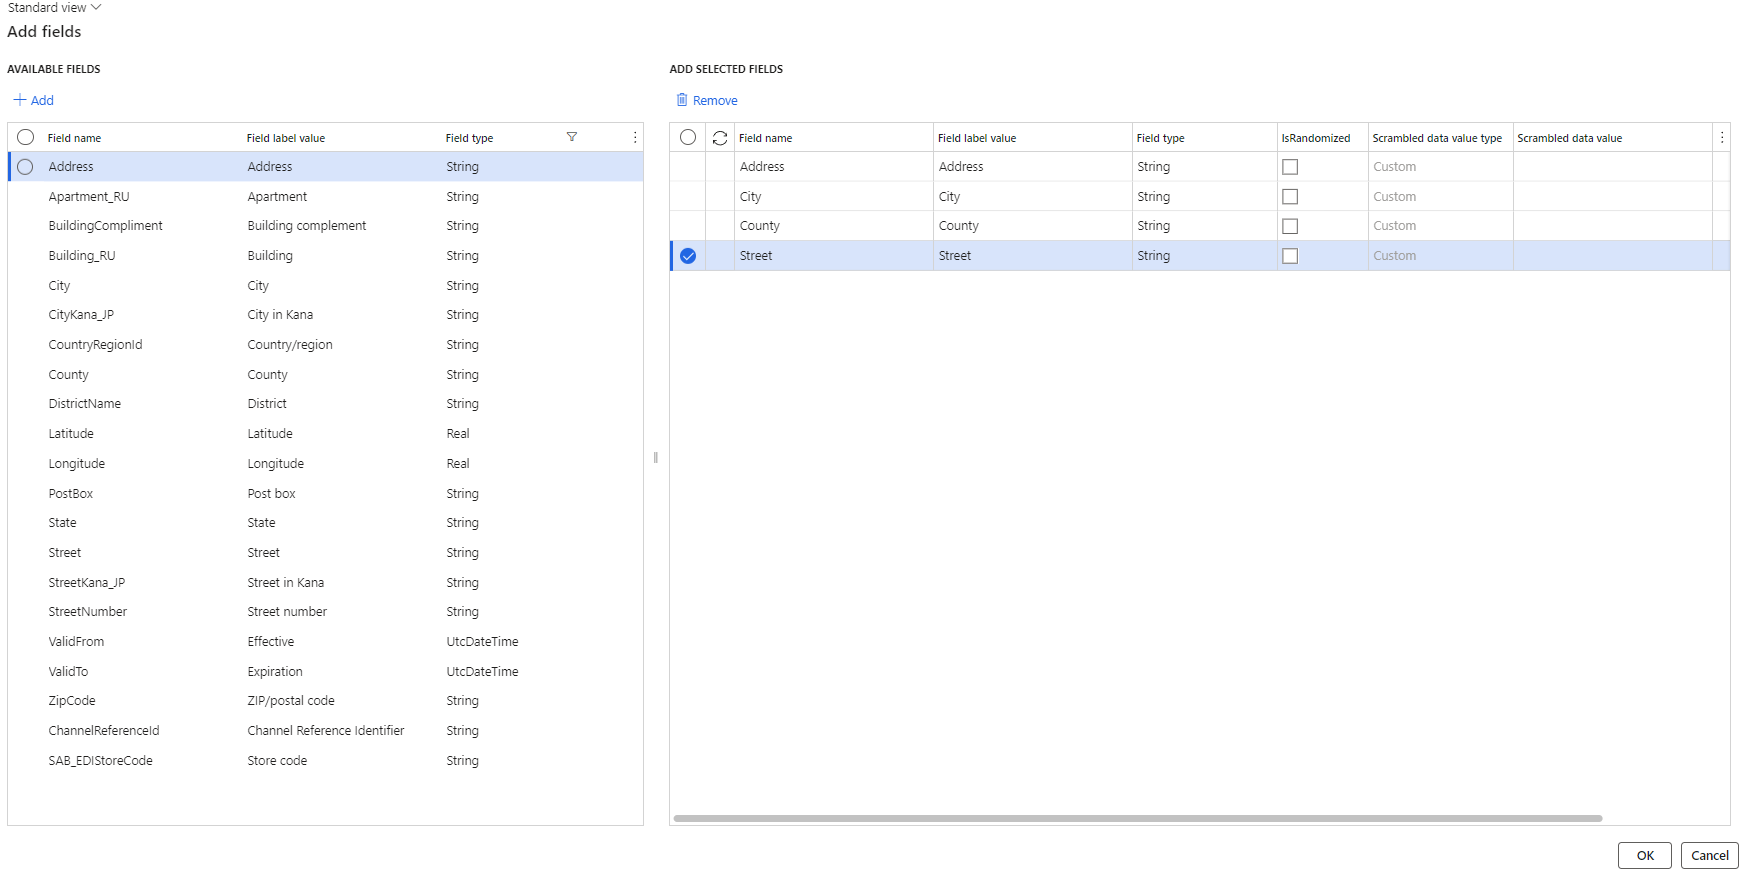 Standard view
Add fields
AVAILABLE FIELDS
Add
Field name Field label value Field type
Address Address String
Apartment_RU Apartment String
BuildingCompliment Building complement String
Building_RU Building String
City City String
CityKana_JP City in Kana String
CountryRegionId Country/region String
County County String
DistrictName District String
Latitude Latitude Real
Longitude Longitude Real
PostBox Post box String
State State String
Street Street String
StreetKana_JP Street in Kana String
StreetNumber Street number String
ValidFrom Effective UtcDateTime
ValidTo Expiration UtcDateTime
ZipCode ZIP/postal code String
ChannelReferenceId Channel Reference Identifier String
SAB_EDIStoreCode Store code String
ADD SELECTED FIELDS
Remove
Field name Field label value Field type IsRandomized Scrambled data value type Scrambled data value
Address Address String Custom
City City String Custom
County County String Custom
Street Street String Custom
OK Cancel